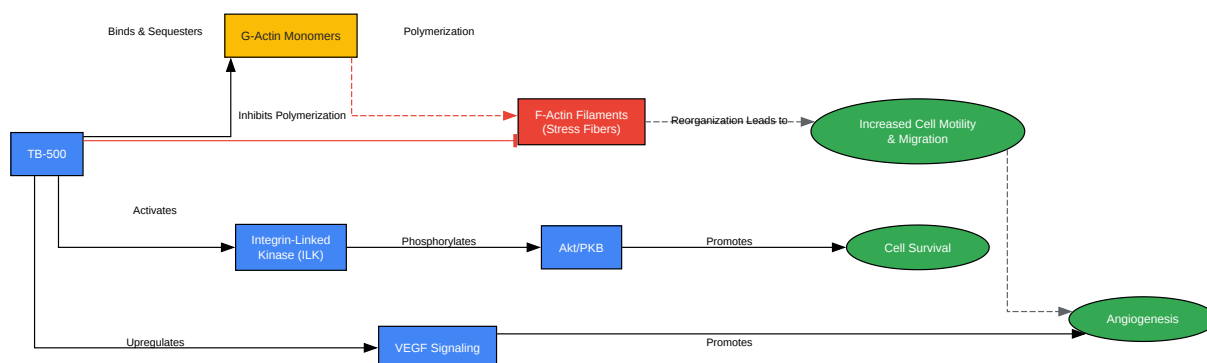 Binds & Sequesters
G-Actin Monomers
Polymerization
Inhibits Polymerization
F-Actin Filaments
(Stress Fibers)
Reorganization Leads to
Increased Cell Motility
& Migration
TB-500
Activates
Integrin-Linked
Kinase (ILK)
Phosphorylates
Akt/PKB
Promotes
Cell Survival
Upregulates
VEGF Signaling
Promotes
Angiogenesis